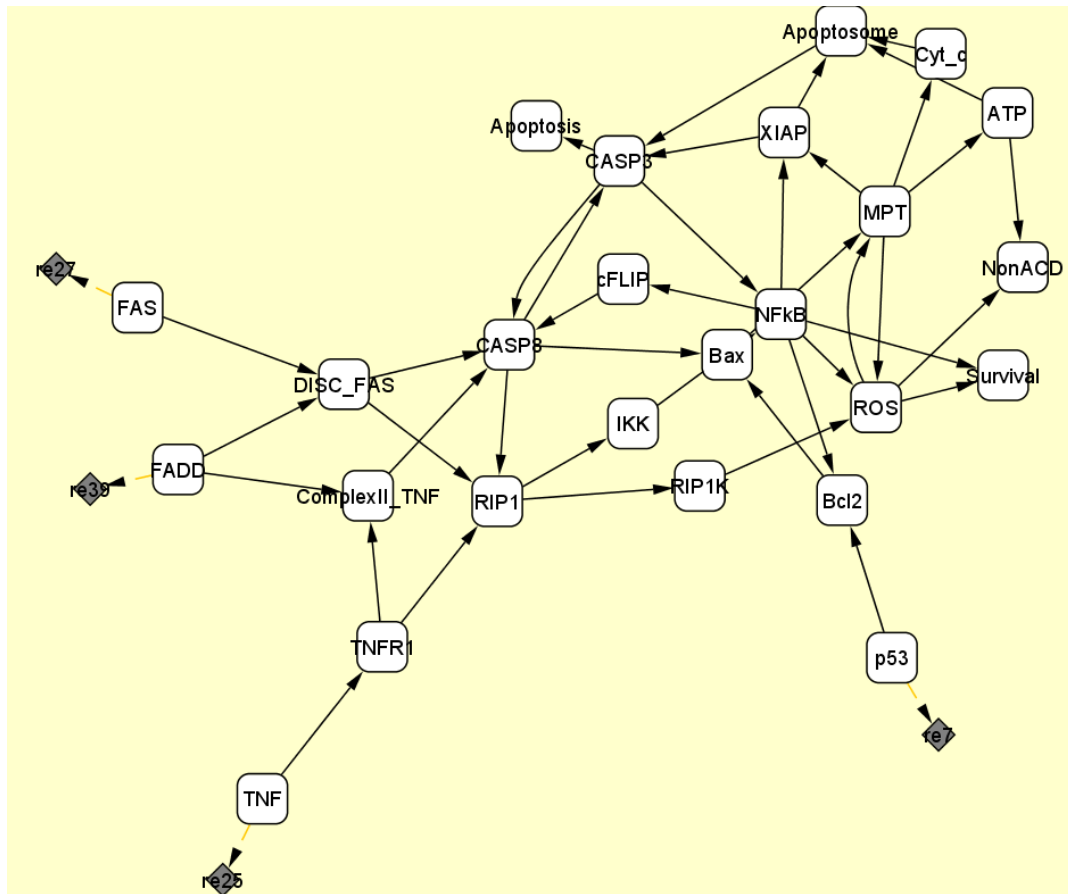 Apoptosome
Cyt_c
ATP
Apoptosis
XIAP
CASP3
MPT
re27
FAS
cFLIP
NonACD
NFkB
CASP8
Bax
DISC_FAS
Survival
ROS
IKK
FADD
re39
ComplexII_TNF
RIP1
RIP1K
Bcl2
TNFR1
p53
re7
TNF
re25